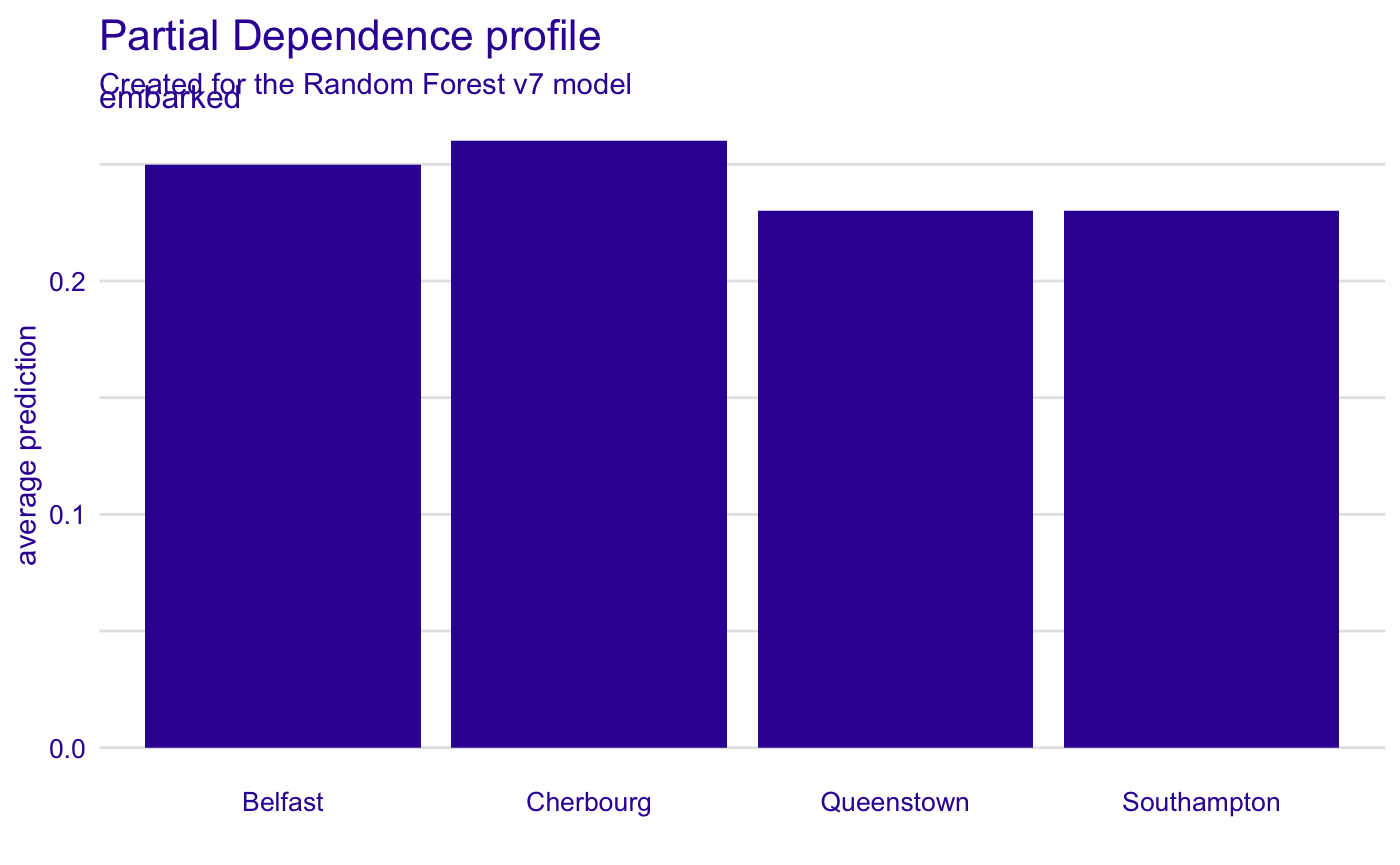 Partial Dependence profile
Created for the Random Forest v7 model
embarked
average prediction
0.2
0.1
0.0
Belfast Cherbourg Queenstown Southampton